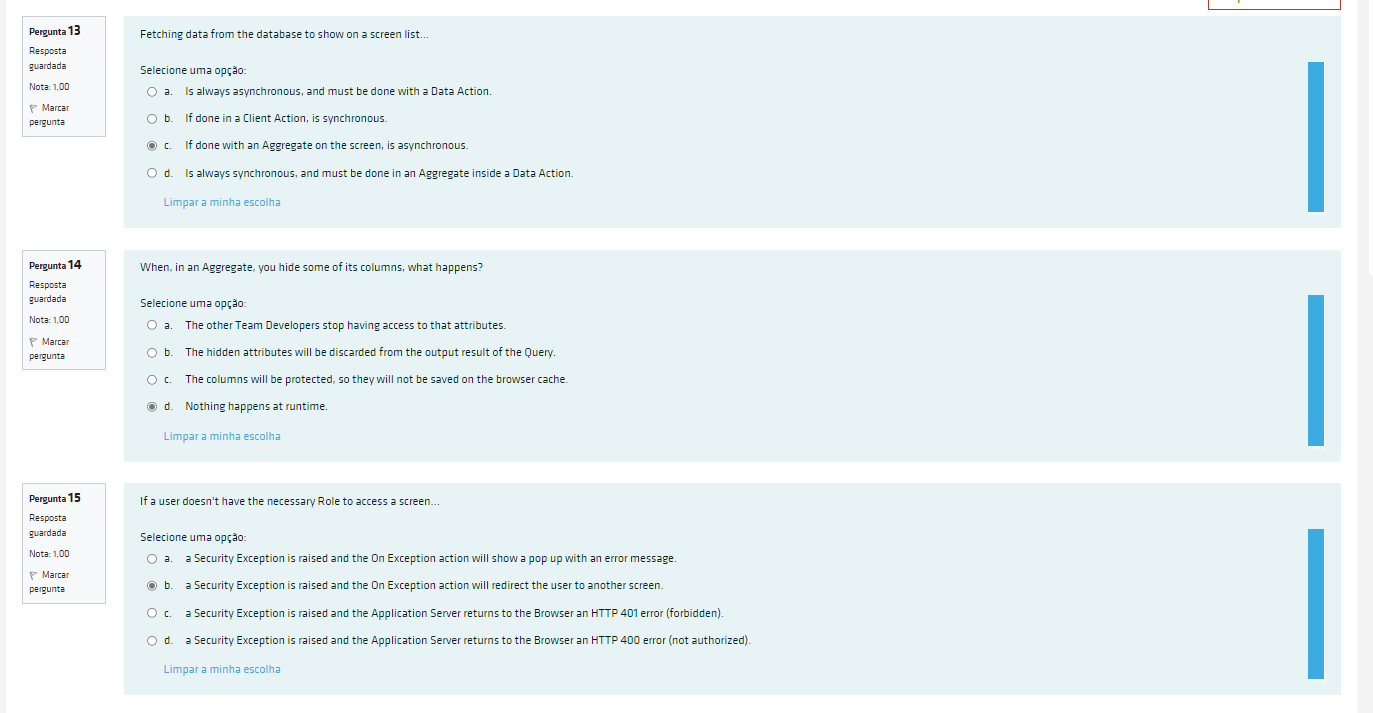 Pergunta 13
Resposta
guardada
Nota: 1,00
Marcar
pergunta
Fetching data from the database to show on a screen list...
Selecione uma opção:
a. Is always asynchronous, and must be done with a Data Action.
b. If done in a Client Action, is synchronous.
c. If done with an Aggregate on the screen, is asynchronous.
d. Is always synchronous, and must be done in an Aggregate inside a Data Action.
Limpar a minha escolha
Pergunta 14
Resposta
guardada
Nota: 1,00
Marcar
pergunta
When, in an Aggregate, you hide some of its columns, what happens?
Selecione uma opção:
a. The other Team Developers stop having access to that attributes.
b. The hidden attributes will be discarded from the output result of the Query.
c. The columns will be protected, so they will not be saved on the browser cache.
d. Nothing happens at runtime.
Limpar a minha escolha
Pergunta 15
Resposta
guardada
Nota: 1,00
Marcar
pergunta
If a user doesn't have the necessary Role to access a screen...
Selecione uma opção:
a. a Security Exception is raised and the On Exception action will show a pop up with an error message.
b. a Security Exception is raised and the On Exception action will redirect the user to another screen.
c. a Security Exception is raised and the Application Server returns to the Browser an HTTP 401 error (forbidden).
d. a Security Exception is raised and the Application Server returns to the Browser an HTTP 400 error (not authorized).
Limpar a minha escolha